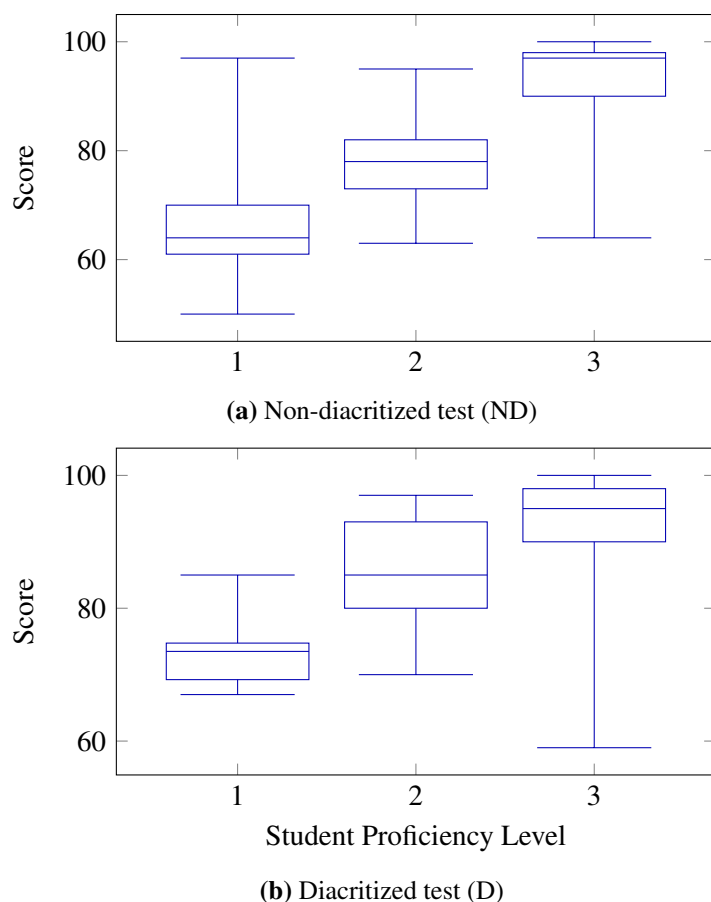 100
80
60
Score
1 2 3
(a) Non-diacritized test (ND)
100
80
60
Score
1 2 3
Student Proficiency Level
(b) Diacritized test (D)